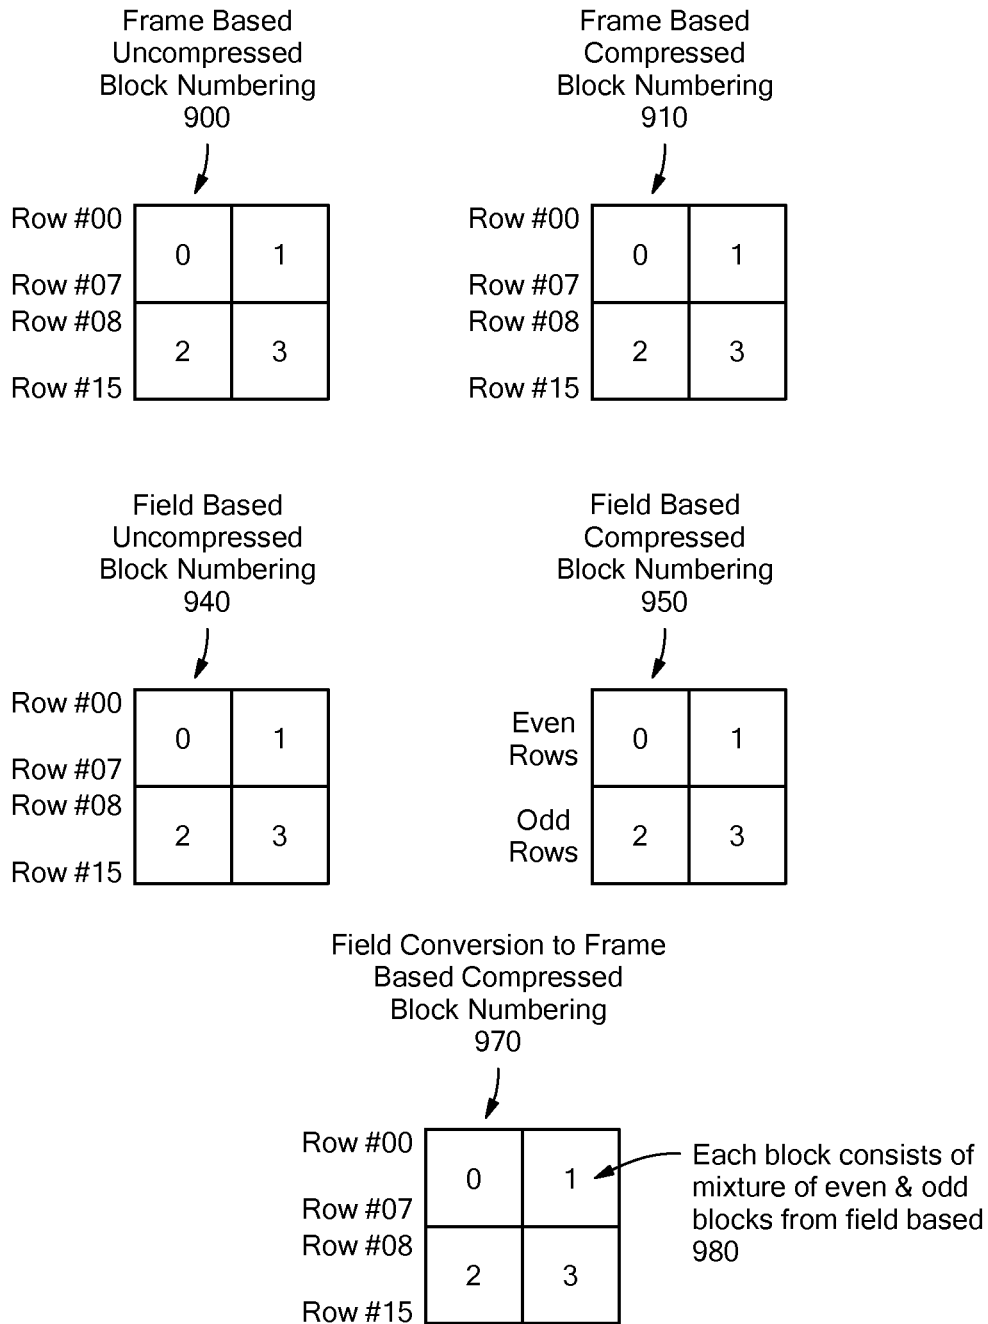 Frame Based
Uncompressed
Block Numbering
900
Row #00
0
1
Row #07
Row #08
2
3
Row #15
Frame Based
Compressed
Block Numbering
910
Row #00
0
1
Row #07
Row #08
2
3
Row #15
Field Based
Uncompressed
Block Numbering
940
Row #00
0
1
Row #07
Row #08
2
3
Row #15
Field Based
Compressed
Block Numbering
950
Even
Rows
0
1
Odd
Rows
2
3
Field Conversion to Frame
Based Compressed
Block Numbering
970
Row #00
0
1
Row #07
Row #08
2
3
Row #15
Each block consists of
mixture of even & odd
blocks from field based
980